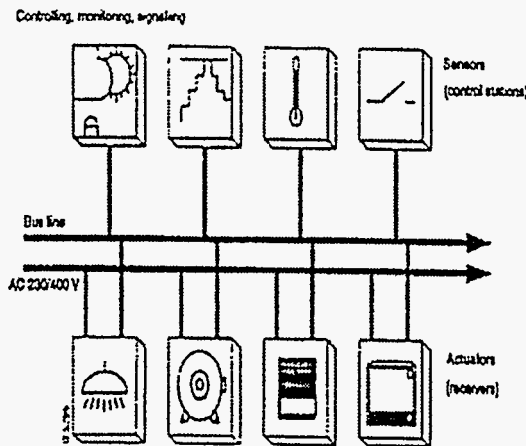 Controlling, monitoring, signaling
Sensors
(control stations)
Bus line
AC 230/400 V
Actuators
(receivers)